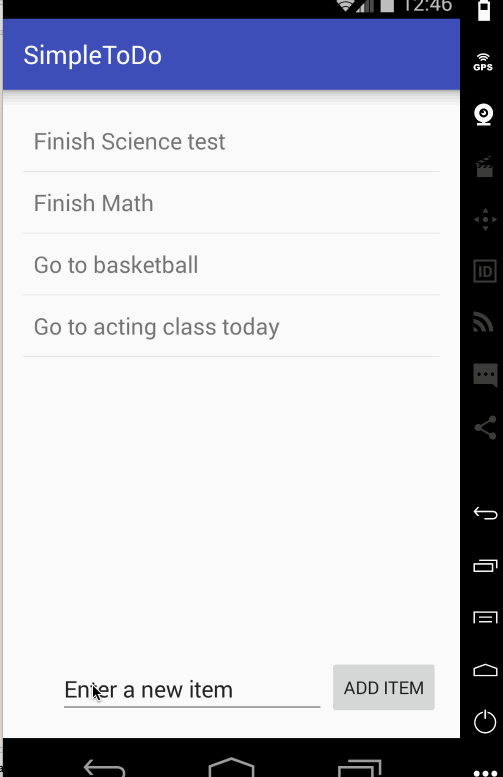 12:46
SimpleToDo
GPS
Finish Science test
Finish Math
Go to basketball
ID
Go to acting class today
Enter a new item
ADD ITEM